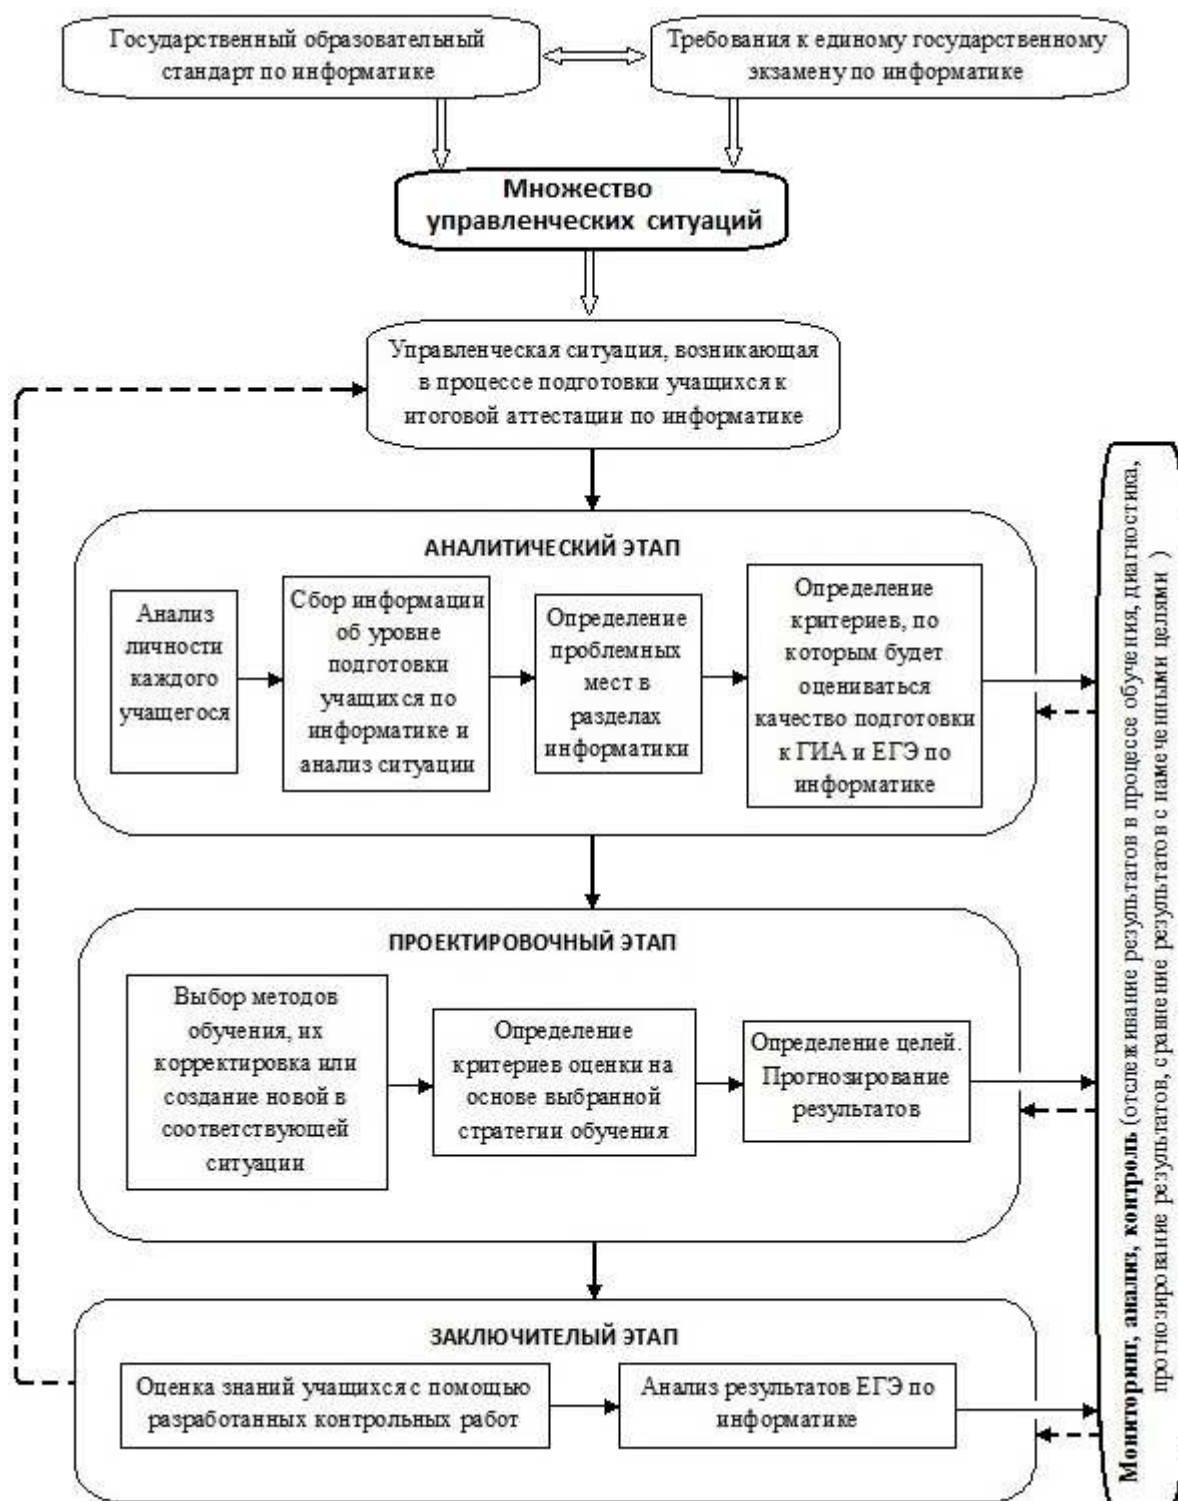 Государственный образовательный
стандарт по информатике
Требования к единому государственному
экзамену по информатике
Множество
управленческих ситуаций
Управленческая ситуация, возникающая
в процессе подготовки учащихся к
итоговой аттестации по информатике
АНАЛИТИЧЕСКИЙ ЭТАП
Анализ
личности
каждого
учащегося
Сбор информации
об уровне
подготовки
учащихся по
информатике и
анализ ситуации
Определение
проблемных
мест в
разделах
информатики
Определение
критериев, по
которым будет
оцениваться
качество подготовки
к ГИА и ЕГЭ по
информатике
ПРОЕКТИРОВОЧНЫЙ ЭТАП
Выбор методов
обучения, их
корректировка или
создание новой в
соответствующей
ситуации
Определение
критериев оценки на
основе выбранной
стратегии обучения
Определение целей.
Прогнозирование
результатов
ЗАКЛЮЧИТЕЛЫЙ ЭТАП
Оценка знаний учащихся с помощью
разработанных контрольных работ
Анализ результатов ЕГЭ по
информатике
Мониторинг, анализ, контроль (отслеживание результатов в процессе обучения, диагностика,
прогнозирование результатов, сравнение результатов с намеченными целями )